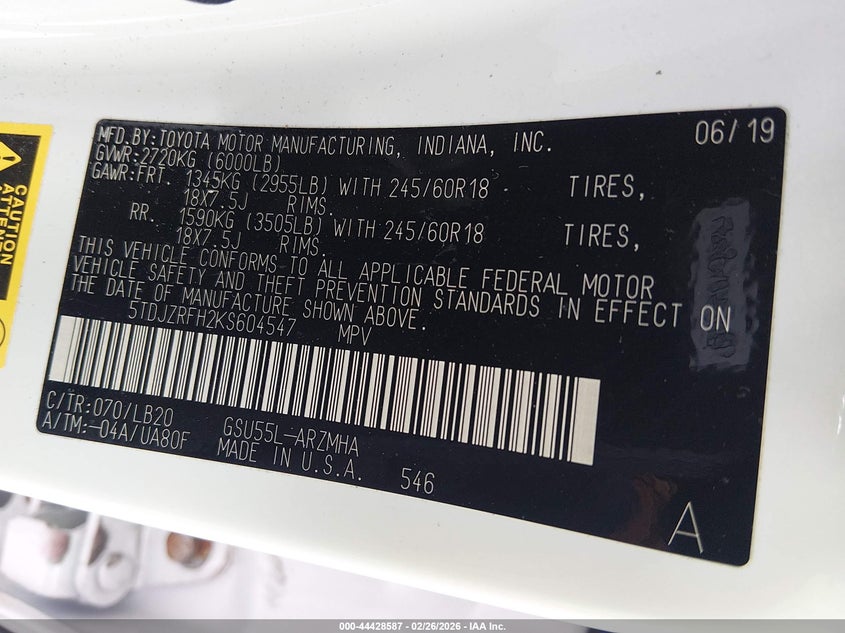 MFD.BY:TOYOTA MOTOR MANUFACTURING, INDIANA, INC. 06/19
GVWR:2720KG (6000LB)
GAWR:FRT. 1345KG (2955LB) WITH 245/60R18 TIRES,
18X7.5J RIMS.
RR. 1590KG (3505LB) WITH 245/60R18 TIRES,
18X7.5J RIMS.
THIS VEHICLE CONFORMS TO ALL APPLICABLE FEDERAL MOTOR
VEHICLE SAFETY AND THEFT PREVENTION STANDARDS IN EFFECT ON
THE DATE OF MANUFACTURE SHOWN ABOVE.
5TDJZRFH2KS604547 MPV
C/TR:070/LB20 GSU55L-ARZMHA
A/TM:-04A/UA80F MADE IN U.S.A. 546
A
CAUTION
000-44428587 - 02/26/2026 - IAA Inc.